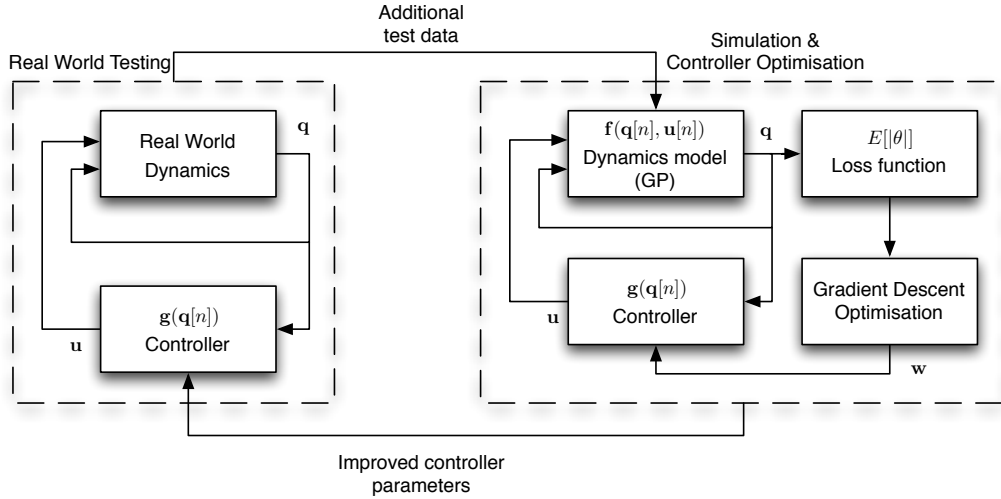 Additional
test data
Real World Testing
Simulation &
Controller Optimisation
Real World
Dynamics
q
g(q[n])
Controller
u
f(q[n], u[n])
Dynamics model
(GP)
q
E[|θ|]
Loss function
g(q[n])
Controller
u
Gradient Descent
Optimisation
w
Improved controller
parameters